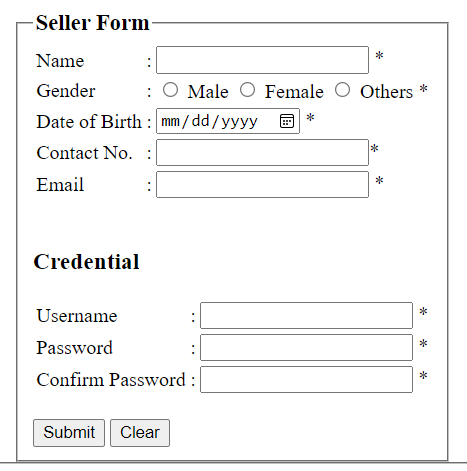 Seller Form
Name : *
Gender : Male Female Others *
Date of Birth : mm/dd/yyyy *
Contact No. : *
Email : *
Credential
Username : *
Password : *
Confirm Password : *
Submit Clear